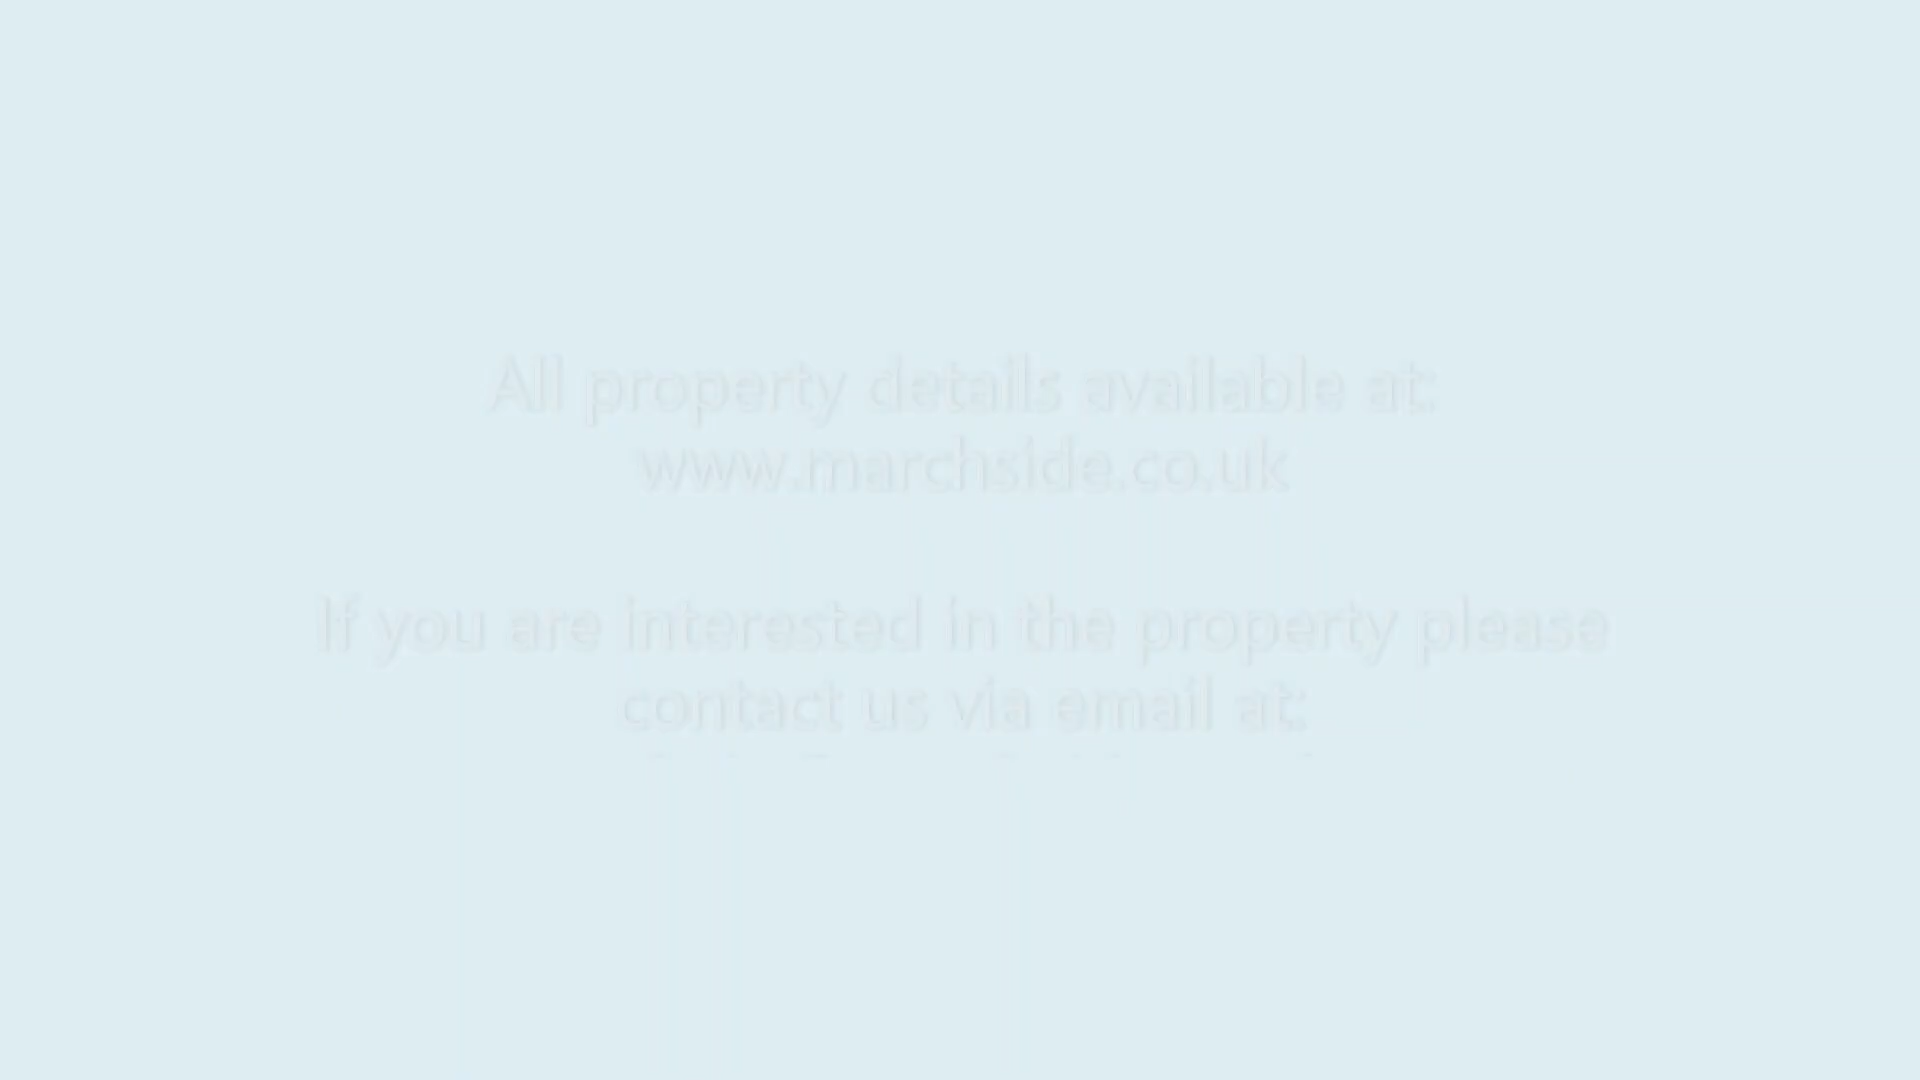 All property details available at:
www.marchside.co.uk
If you are interested in the property please
contact us via email at: